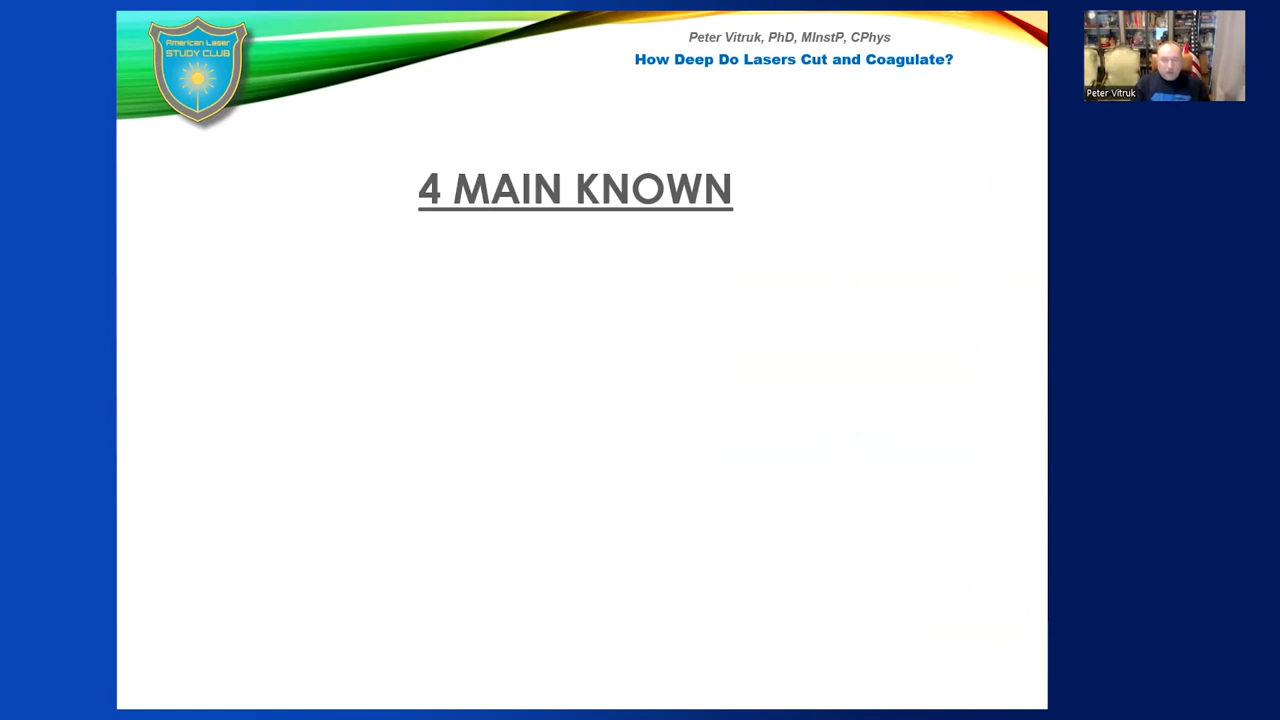 American Laser
STUDY CLUB
Peter Vitruk, PhD, MInstP, CPhys
How Deep Do Lasers Cut and Coagulate?
Peter Vitruk
4 MAIN KNOWN